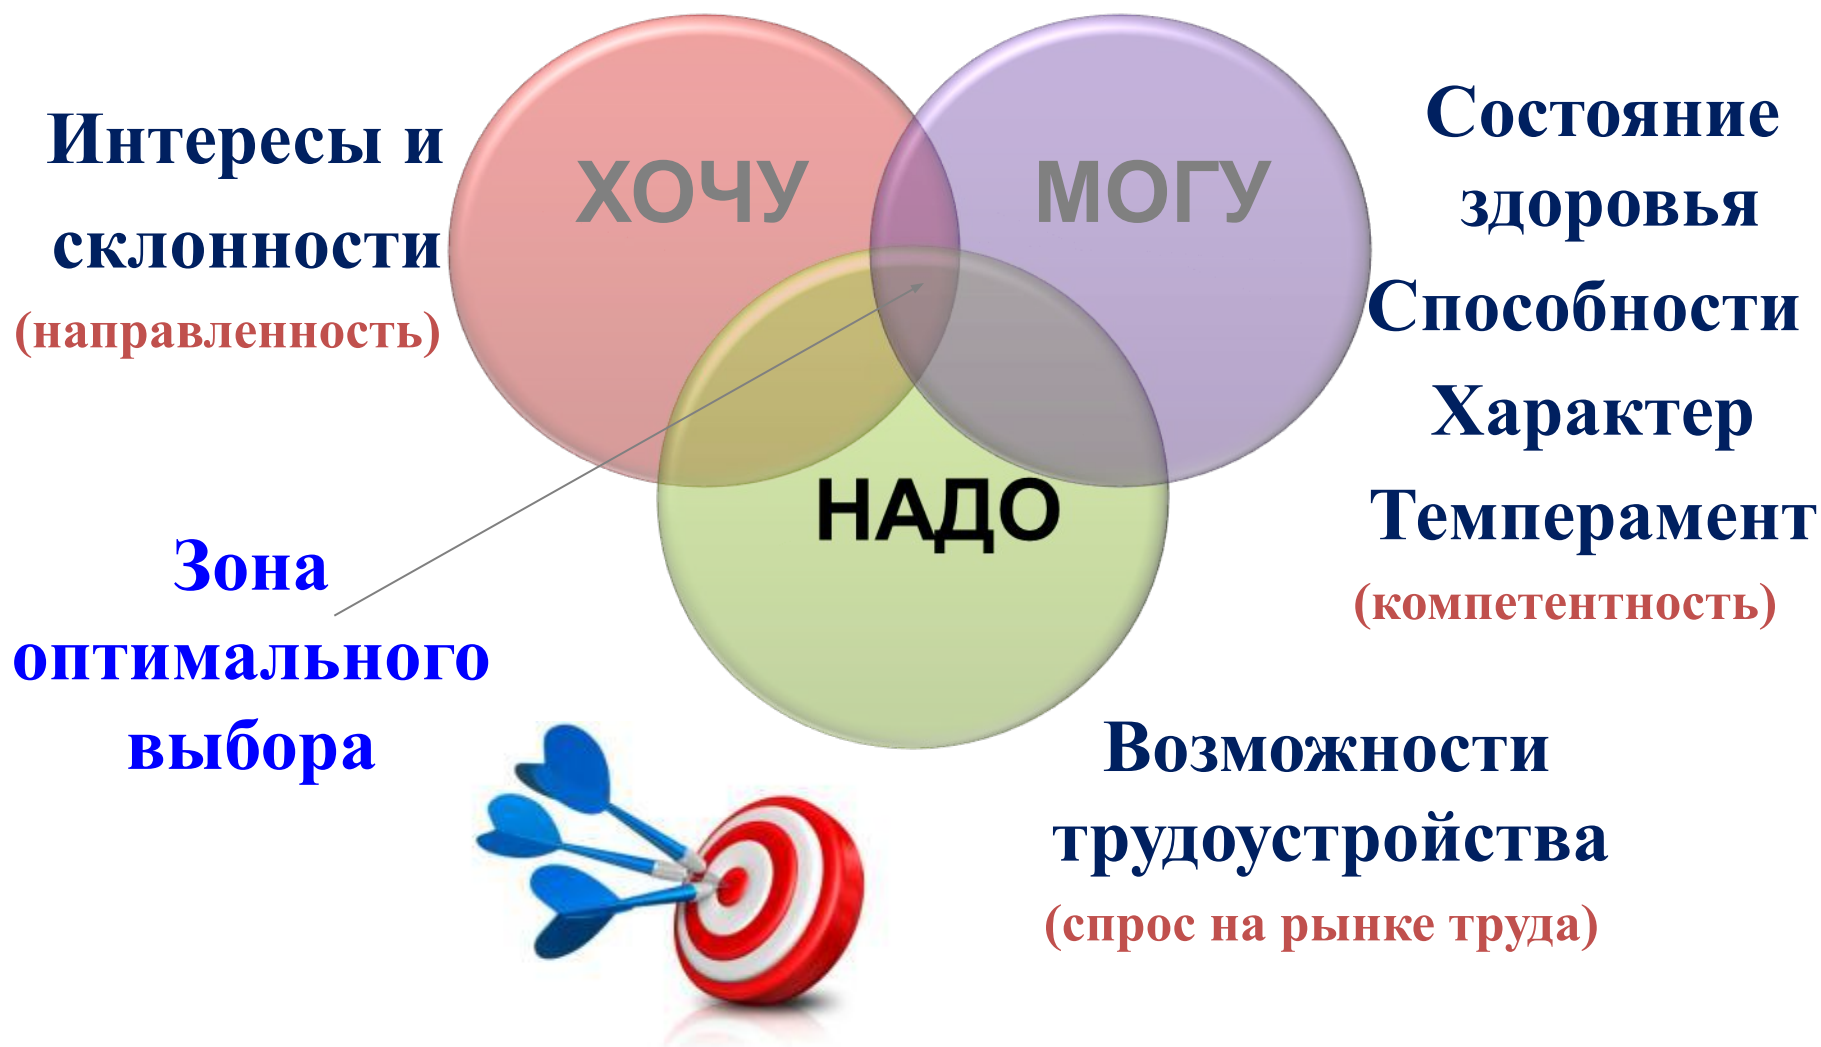 Интересы и
склонности
(направленность)
ХОЧУ
МОГУ
Состояние
здоровья
Способности
Характер
Темперамент
(компетентность)
НАДО
Зона
оптимального
выбора
Возможности
трудоустройства
(спрос на рынке труда)